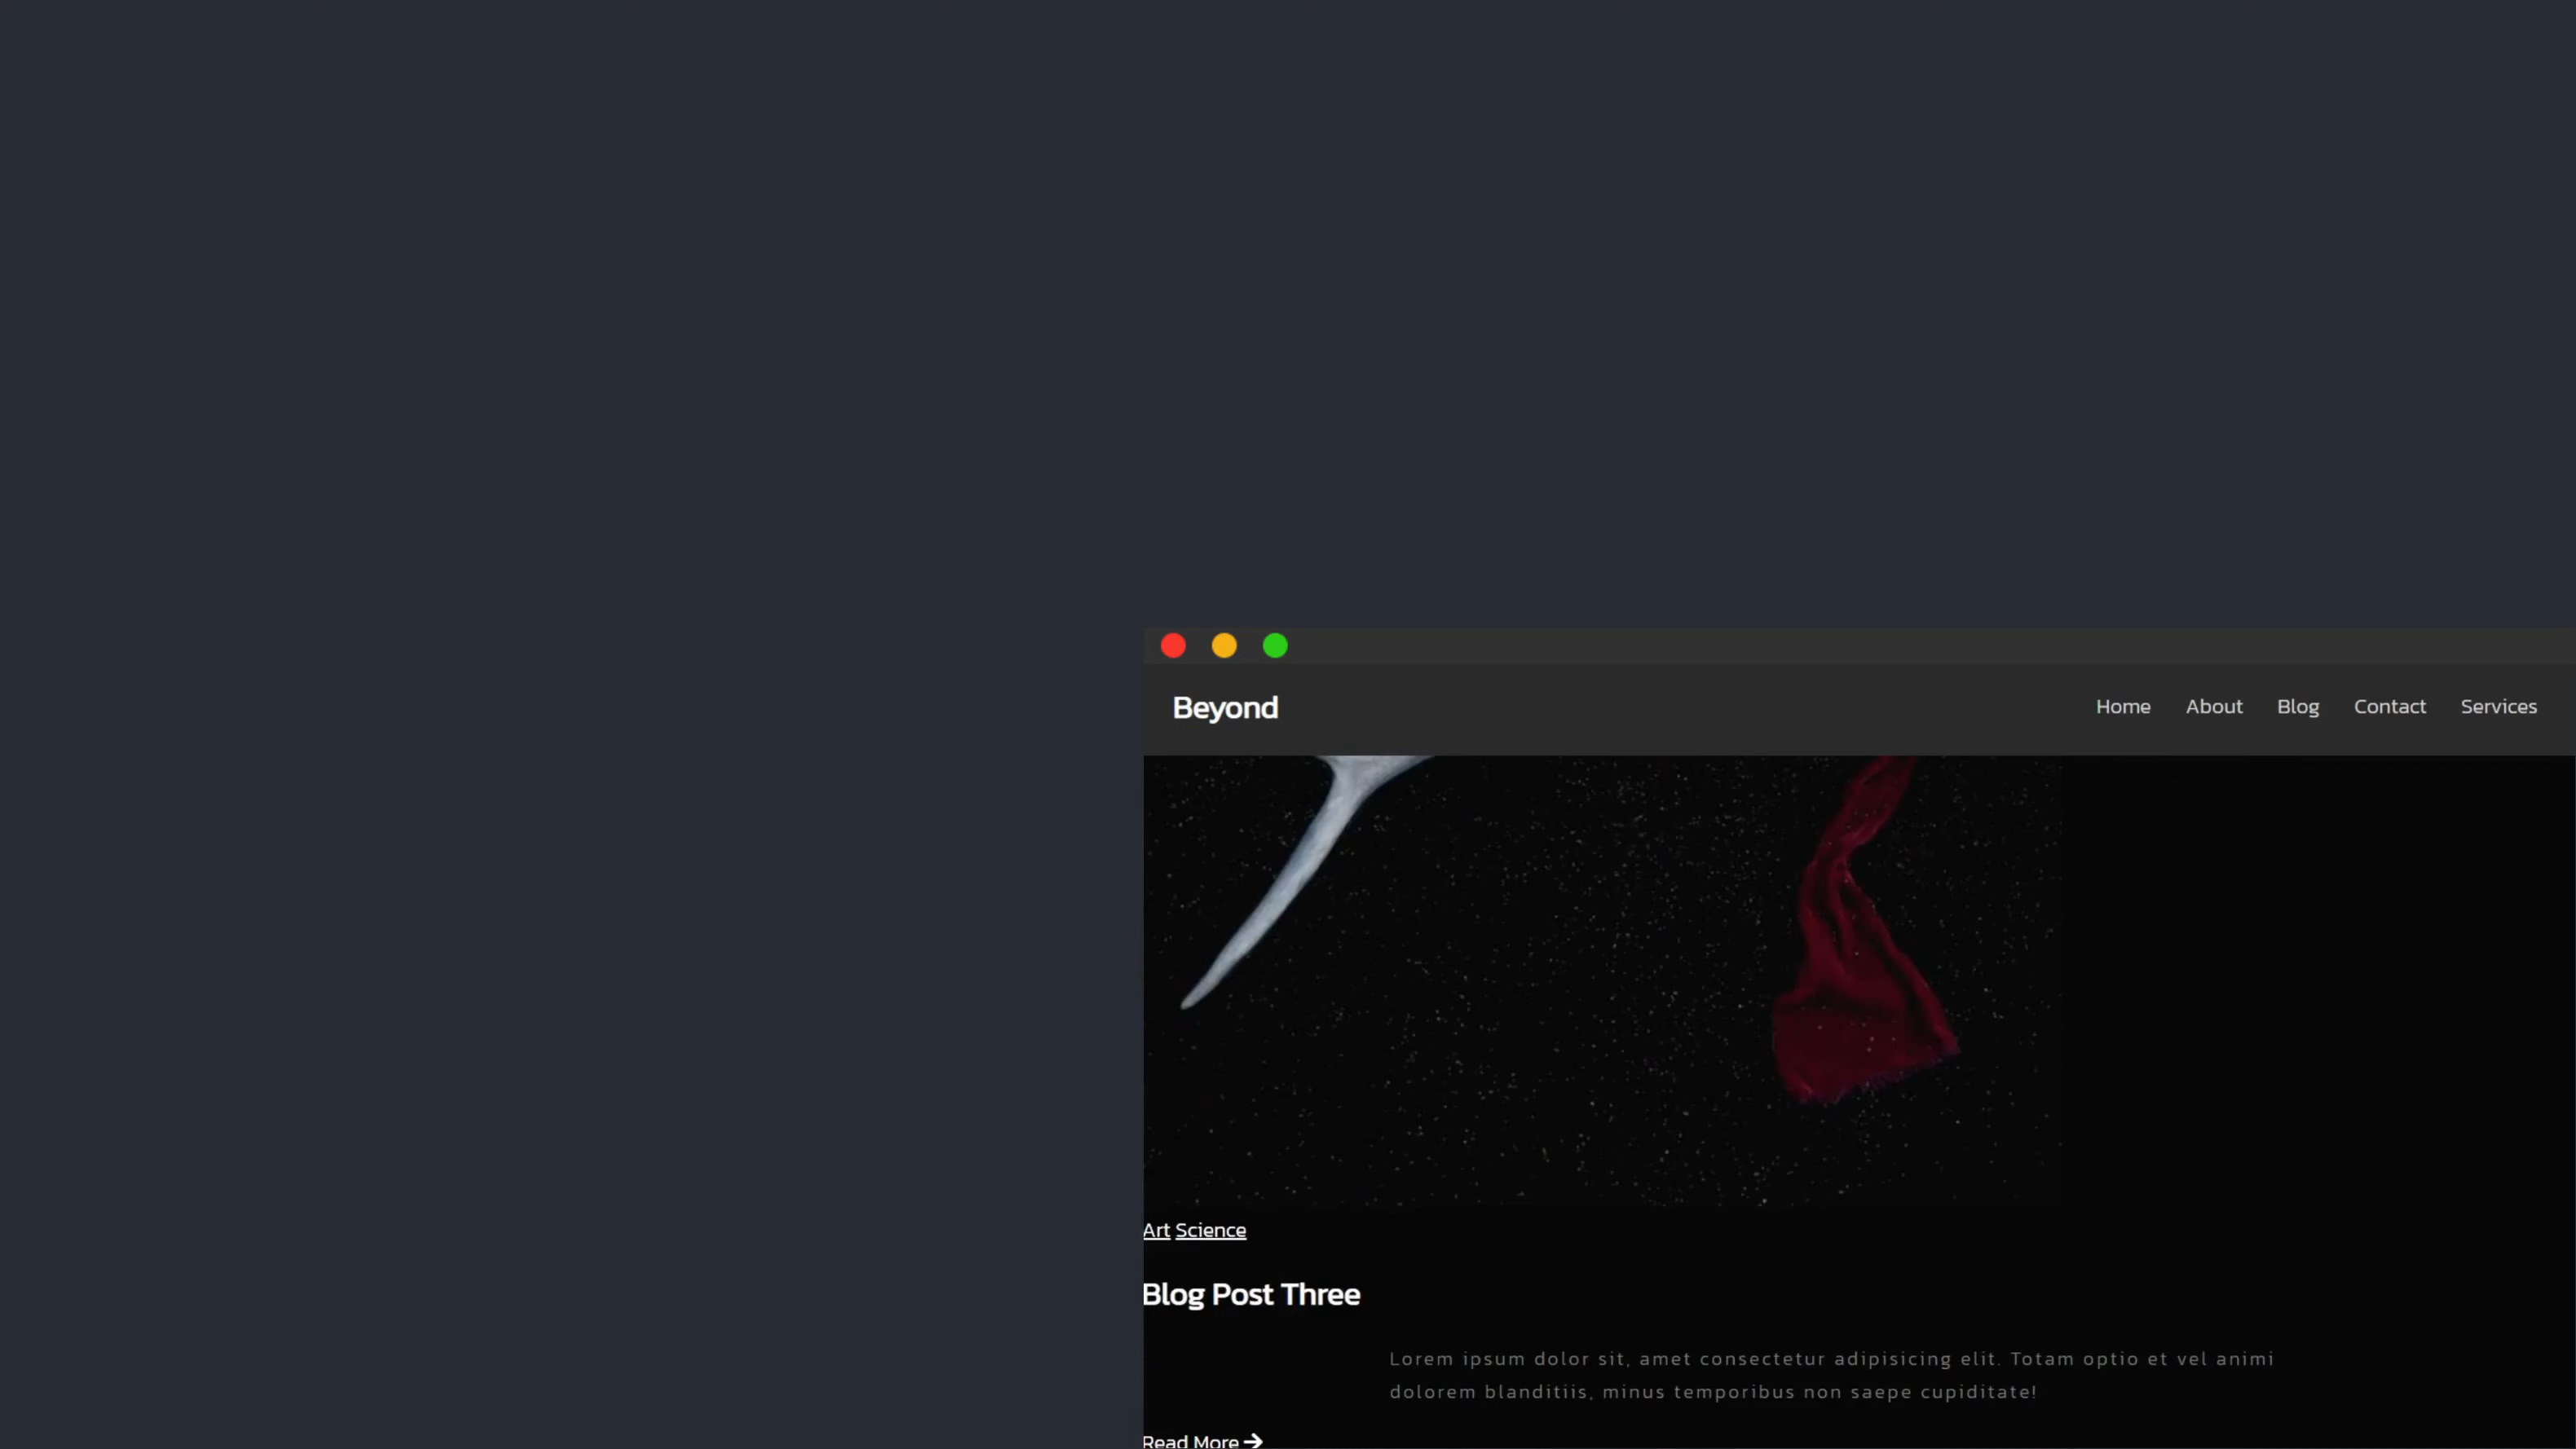 Beyond
Home About Blog Contact Services
Art Science
Blog Post Three
Lorem ipsum dolor sit, amet consectetur adipisicing elit. Totam optio et vel animi
dolorem blanditiis, minus temporibus non saepe cupiditate!
Read More